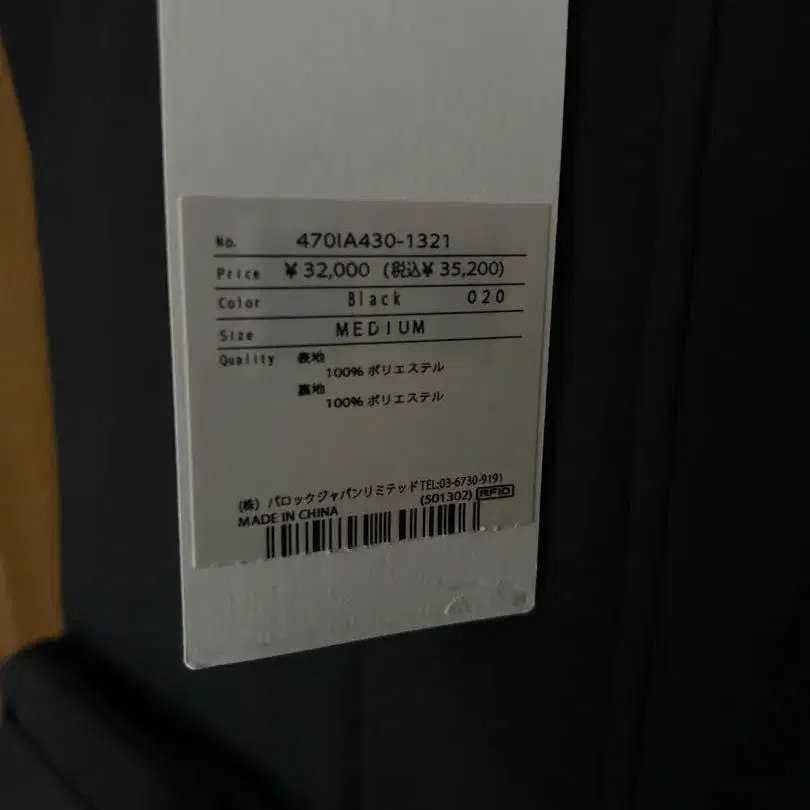 No. 470IA430-1321
Price ¥32,000 (税込¥35,200)
Color Black 020
Size MEDIUM
Quality 表地
100% ポリエステル
裏地
100% ポリエステル
(株) バロックジャパンリミテッド TEL:03-6730-9191
(501302) RFID
MADE IN CHINA